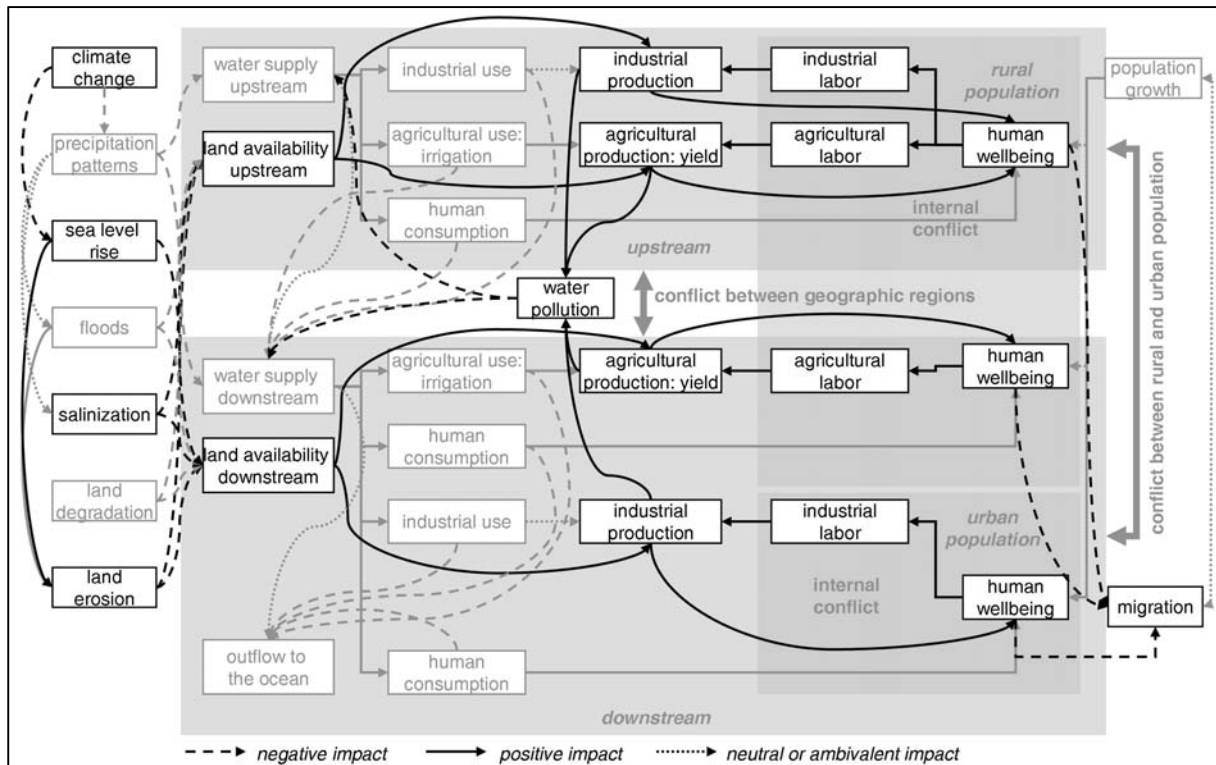 climate
change
water supply
upstream
industrial use
industrial
production
industrial
labor
rural
population
population
growth
precipitation
patterns
land availability
upstream
agricultural use:
irrigation
agricultural
production: yield
agricultural labor
human
wellbeing
human
consumption
internal
conflict
sea level
rise
upstream
water
pollution
conflict between geographic regions
conflict between rural and urban population
floods
water supply
downstream
agricultural use:
irrigation
agricultural
production: yield
agricultural labor
human
wellbeing
salinization
land availability
downstream
human
consumption
land
degradation
industrial use
industrial
production
industrial
labor
urban
population
land
erosion
internal
conflict
human
wellbeing
migration
outflow to
the ocean
human
consumption
downstream
negative impact
positive impact
neutral or ambivalent impact